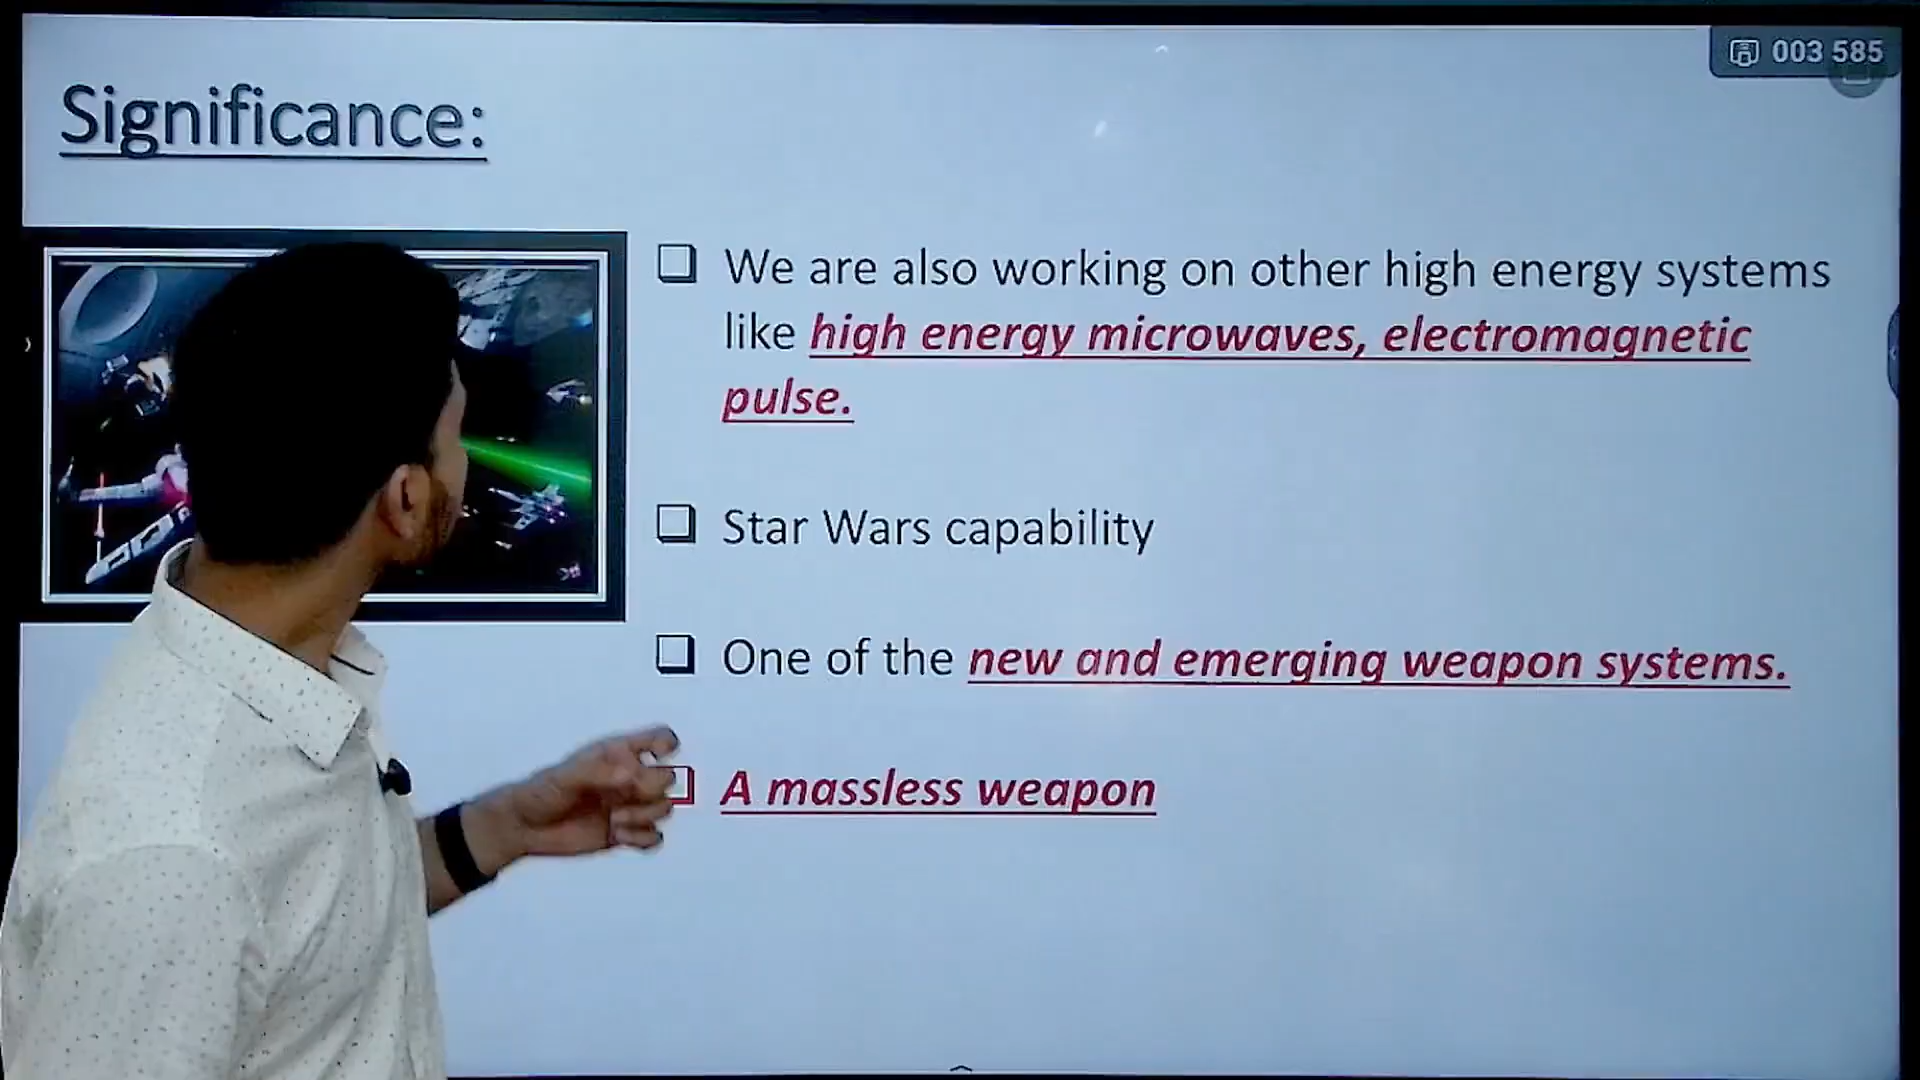 003 585
Significance:
We are also working on other high energy systems
like high energy microwaves, electromagnetic
pulse.
Star Wars capability
One of the new and emerging weapon systems.
A massless weapon